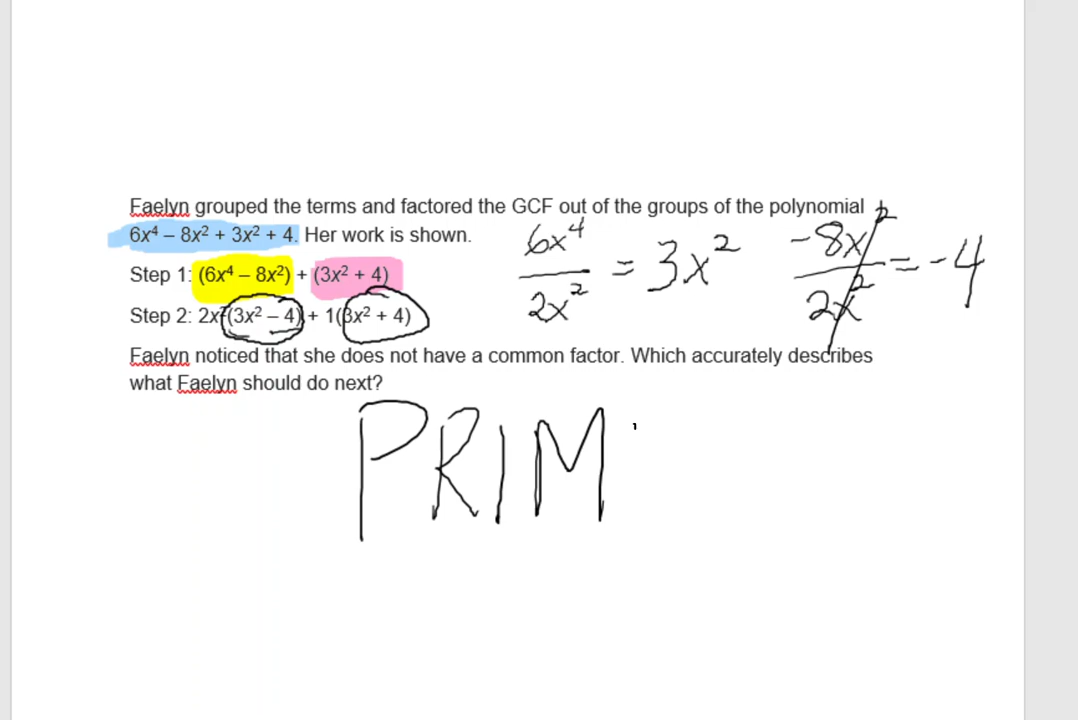 Faelyn grouped the terms and factored the GCF out of the groups of the polynomial
6x⁴ – 8x² + 3x² + 4. Her work is shown.
6x⁴/2x² = 3x²
-8x²/2x² = -4
Step 1: (6x⁴ – 8x²) + (3x² + 4)
Step 2: 2x²(3x² – 4) + 1(3x² + 4)
Faelyn noticed that she does not have a common factor. Which accurately describes
what Faelyn should do next?
PRIM